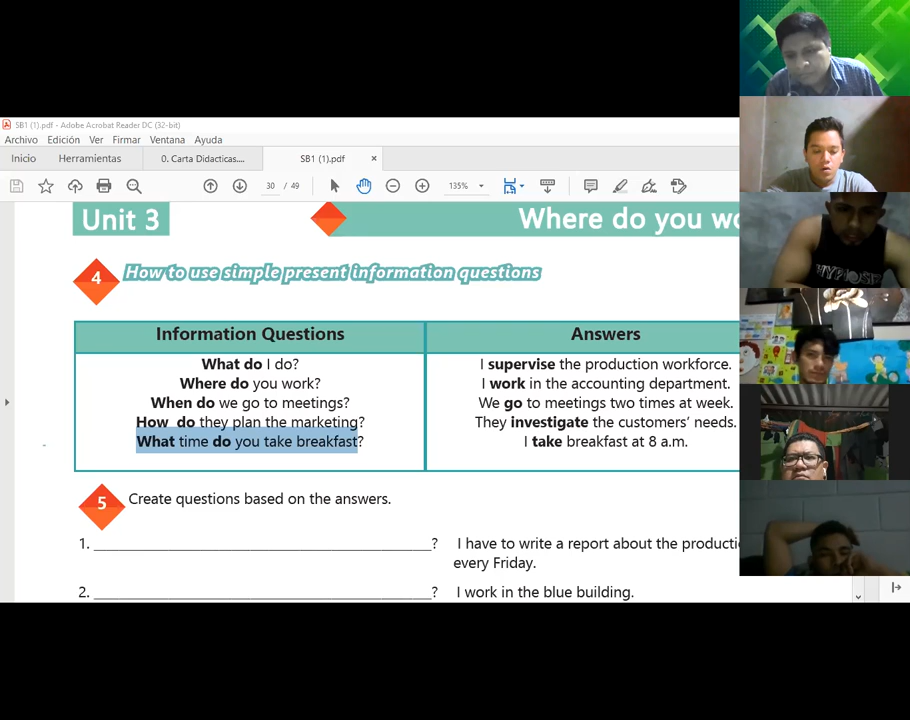 SB1 (1).pdf - Adobe Acrobat Reader DC (32-bit)
Archivo Edición Ver Firmar Ventana Ayuda
Inicio Herramientas 0. Carta Didacticas.... SB1 (1).pdf ×
30 / 49 135%
Unit 3 Where do you wo
4 How to use simple present information questions
Information Questions Answers
What do I do? I supervise the production workforce.
Where do you work? I work in the accounting department.
When do we go to meetings? We go to meetings two times at week.
How do they plan the marketing? They investigate the customers' needs.
What time do you take breakfast? I take breakfast at 8 a.m.
5 Create questions based on the answers.
1. ________________________________________? I have to write a report about the producti
every Friday.
2. ________________________________________? I work in the blue building.